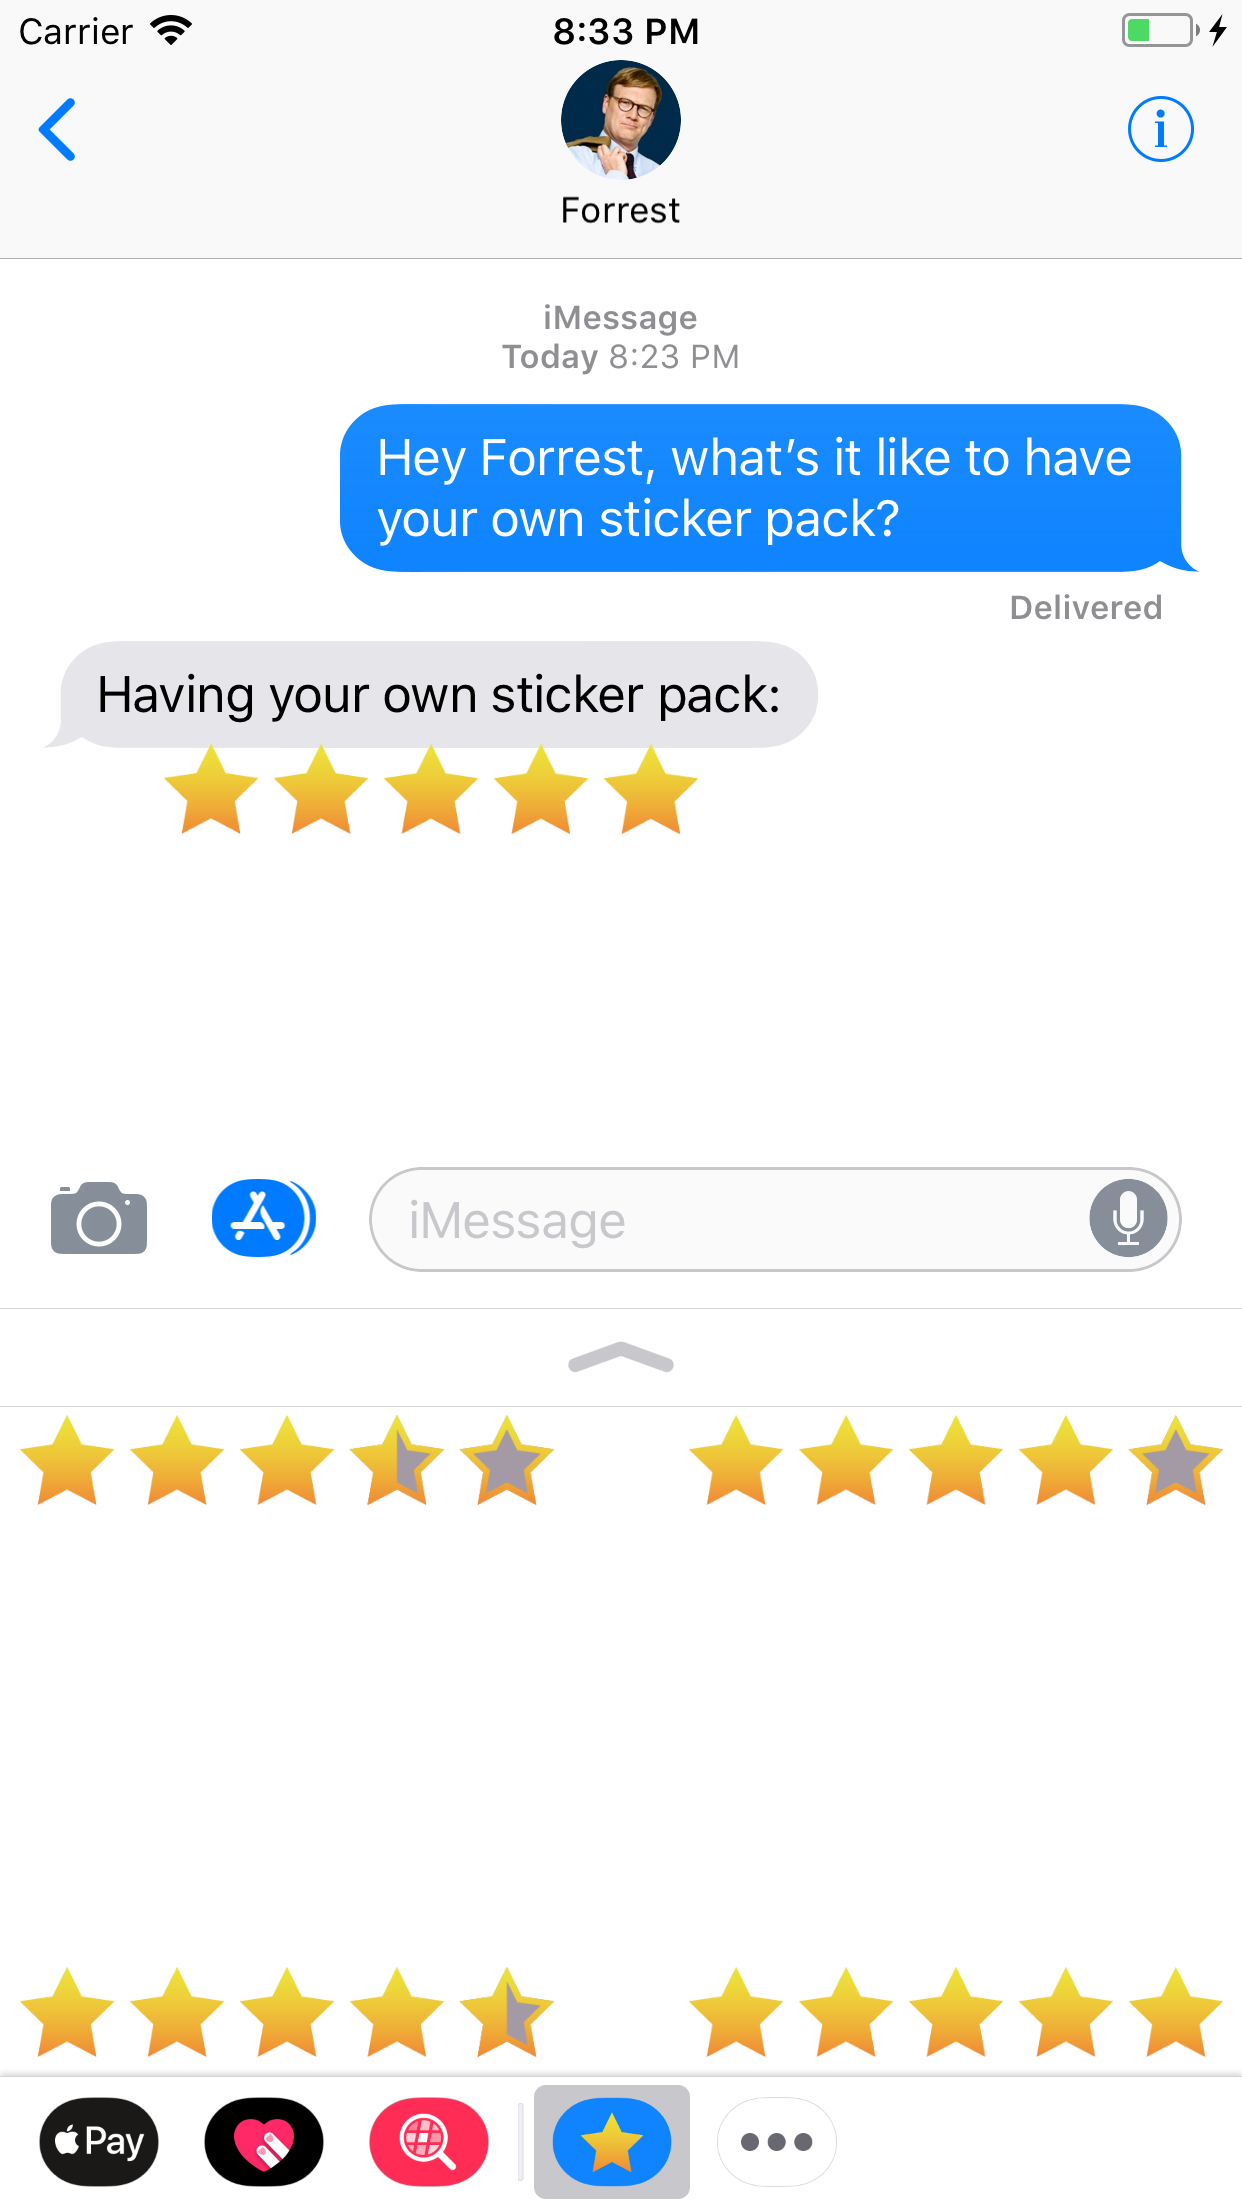 Carrier
8:33 PM
Forrest
iMessage
Today 8:23 PM
Hey Forrest, what’s it like to have
your own sticker pack?
Delivered
Having your own sticker pack:
iMessage
Pay